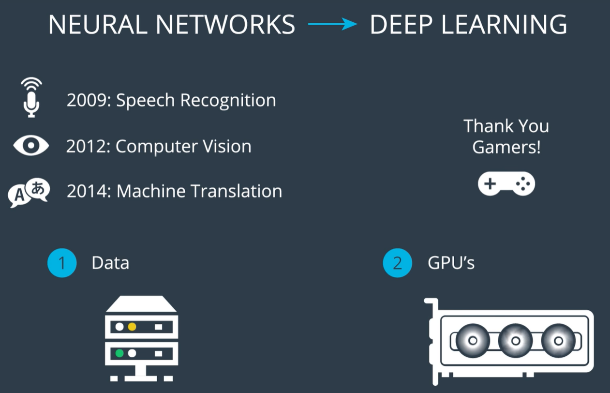 NEURAL NETWORKS → DEEP LEARNING
2009: Speech Recognition
2012: Computer Vision
2014: Machine Translation
Thank You
Gamers!
A あ
1 Data
2 GPU's